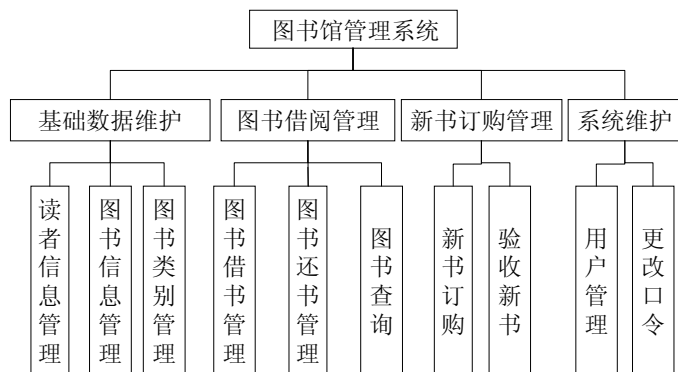 图书馆管理系统
基础数据维护
图书借阅管理
新书订购管理
系统维护
读者信息管理
图书信息管理
图书类别管理
图书借书管理
图书还书管理
图书查询
新书订购
验收新书
用户管理
更改口令